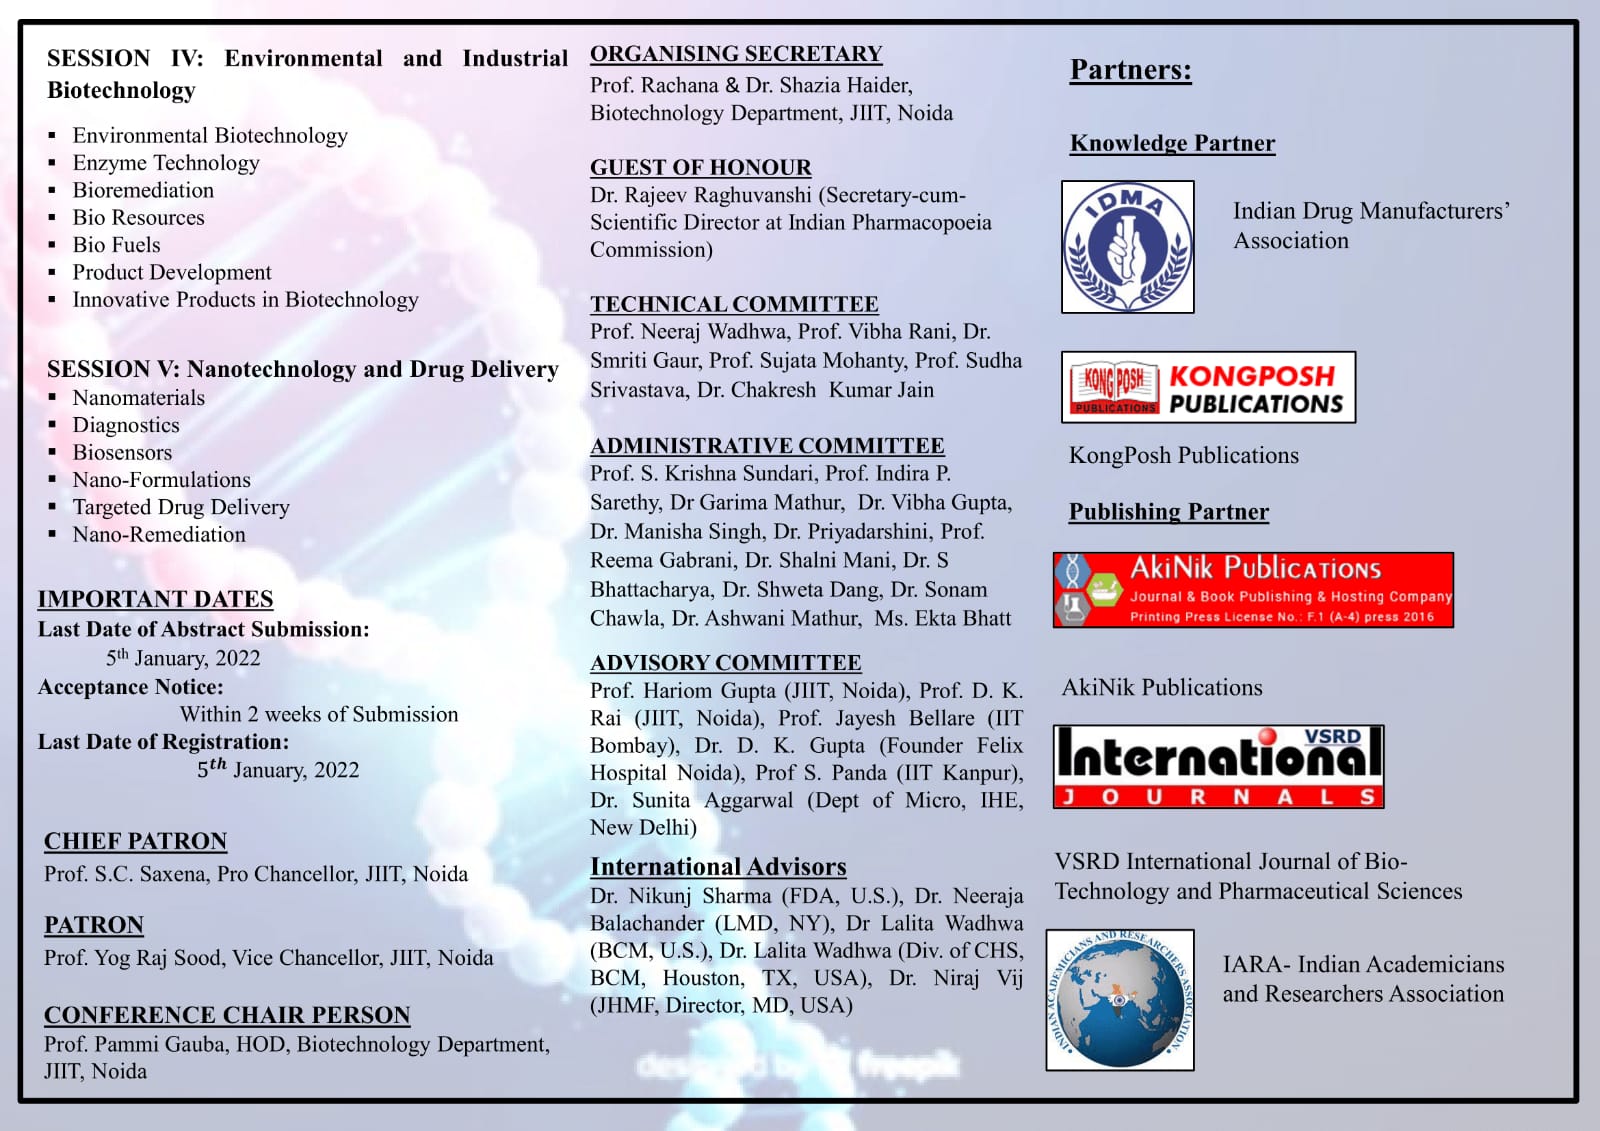 SESSION IV: Environmental and Industrial
Biotechnology
▪ Environmental Biotechnology
▪ Enzyme Technology
▪ Bioremediation
▪ Bio Resources
▪ Bio Fuels
▪ Product Development
▪ Innovative Products in Biotechnology
SESSION V: Nanotechnology and Drug Delivery
▪ Nanomaterials
▪ Diagnostics
▪ Biosensors
▪ Nano-Formulations
▪ Targeted Drug Delivery
▪ Nano-Remediation
IMPORTANT DATES
Last Date of Abstract Submission:
5th January, 2022
Acceptance Notice:
Within 2 weeks of Submission
Last Date of Registration:
5th January, 2022
CHIEF PATRON
Prof. S.C. Saxena, Pro Chancellor, JIIT, Noida
PATRON
Prof. Yog Raj Sood, Vice Chancellor, JIIT, Noida
CONFERENCE CHAIR PERSON
Prof. Pammi Gauba, HOD, Biotechnology Department,
JIIT, Noida
ORGANISING SECRETARY
Prof. Rachana & Dr. Shazia Haider,
Biotechnology Department, JIIT, Noida
GUEST OF HONOUR
Dr. Rajeev Raghuvanshi (Secretary-cum-
Scientific Director at Indian Pharmacopoeia
Commission)
TECHNICAL COMMITTEE
Prof. Neeraj Wadhwa, Prof. Vibha Rani, Dr.
Smriti Gaur, Prof. Sujata Mohanty, Prof. Sudha
Srivastava, Dr. Chakresh Kumar Jain
ADMINISTRATIVE COMMITTEE
Prof. S. Krishna Sundari, Prof. Indira P.
Sarethy, Dr Garima Mathur, Dr. Vibha Gupta,
Dr. Manisha Singh, Dr. Priyadarshini, Prof.
Reema Gabrani, Dr. Shalni Mani, Dr. S
Bhattacharya, Dr. Shweta Dang, Dr. Sonam
Chawla, Dr. Ashwani Mathur, Ms. Ekta Bhatt
ADVISORY COMMITTEE
Prof. Hariom Gupta (JIIT, Noida), Prof. D. K.
Rai (JIIT, Noida), Prof. Jayesh Bellare (IIT
Bombay), Dr. D. K. Gupta (Founder Felix
Hospital Noida), Prof S. Panda (IIT Kanpur),
Dr. Sunita Aggarwal (Dept of Micro, IHE,
New Delhi)
International Advisors
Dr. Nikunj Sharma (FDA, U.S.), Dr. Neeraja
Balachander (LMD, NY), Dr Lalita Wadhwa
(BCM, U.S.), Dr. Lalita Wadhwa (Div. of CHS,
BCM, Houston, TX, USA), Dr. Niraj Vij
(JHMF, Director, MD, USA)
designed by freepik
Partners:
Knowledge Partner
IDMA
Indian Drug Manufacturers'
Association
KONG POSH
PUBLICATIONS
KONGPOSH
PUBLICATIONS
KongPosh Publications
Publishing Partner
AkiNik Publications
Journal & Book Publishing & Hosting Company
Printing Press License No.: F.1 (A-4) press 2016
AkiNik Publications
VSRD
International
JOURNALS
VSRD International Journal of Bio-
Technology and Pharmaceutical Sciences
INDIAN ACADEMICIANS AND RESEARCHERS ASSOCIATION
IARA- Indian Academicians
and Researchers Association